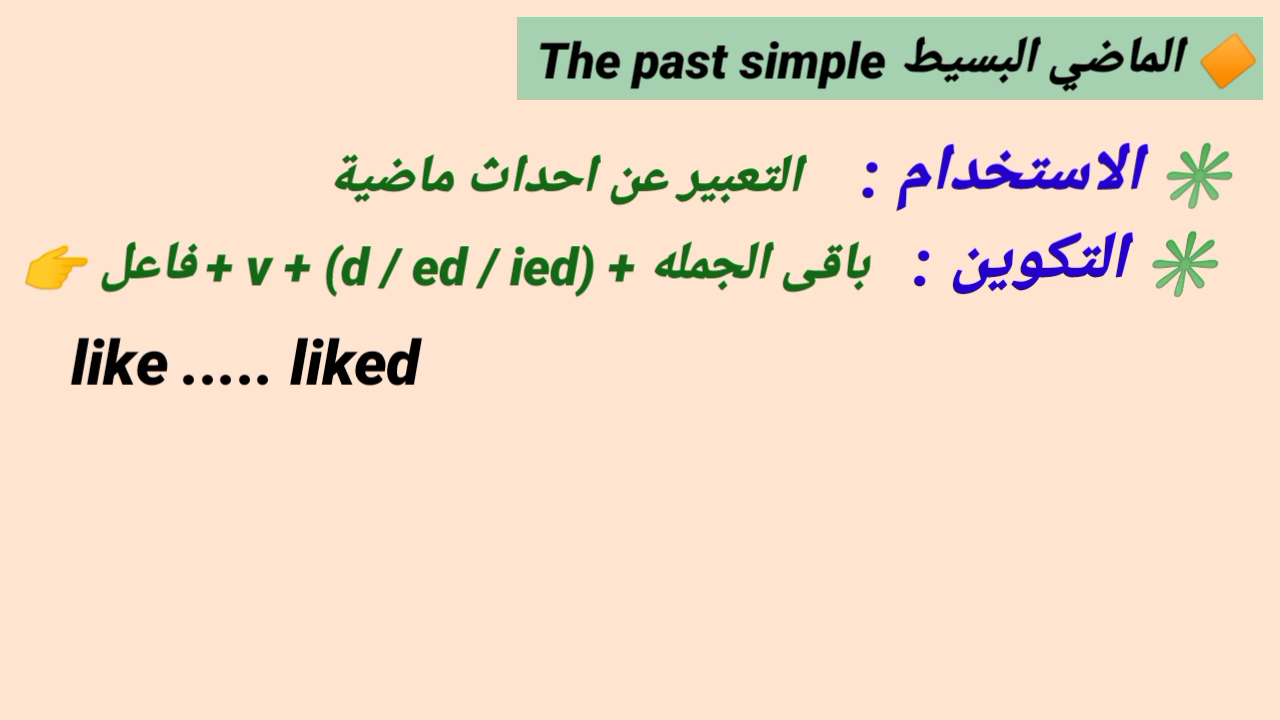 🔶 الماضي البسيط The past simple
✳ الاستخدام : التعبير عن احداث ماضية
✳ التكوين : 👉 فاعل + v + (d / ed / ied) + باقى الجمله
like ..... liked